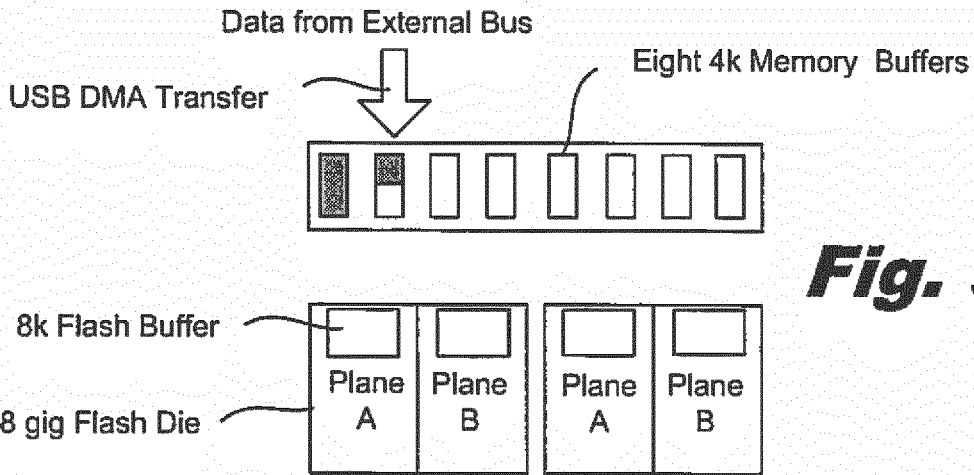 Data from External Bus
USB DMA Transfer
Eight 4k Memory Buffers
Fig.
8k Flash Buffer
Plane A
Plane B
Plane A
Plane B
8 gig Flash Die